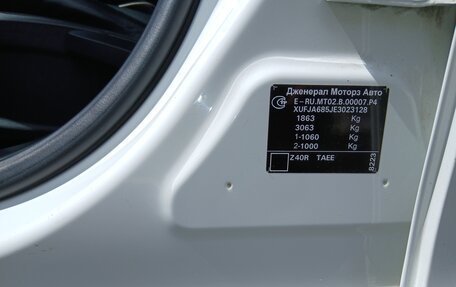 Дженерал Моторз Авто
E-RU.MT02.B.00007.P4
XUFJA685JE3023128
1863 Kg
3063 Kg
1-1060 Kg
2-1000 Kg
Z40R TAEE
8223